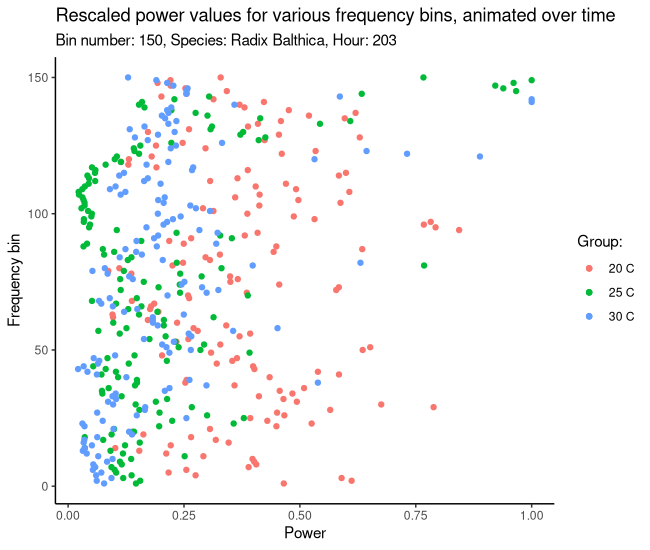 Rescaled power values for various frequency bins, animated over time
Bin number: 150, Species: Radix Balthica, Hour: 203
150
100
50
0
Frequency bin
0.00 0.25 0.50 0.75 1.00
Power
Group:
20 C
25 C
30 C